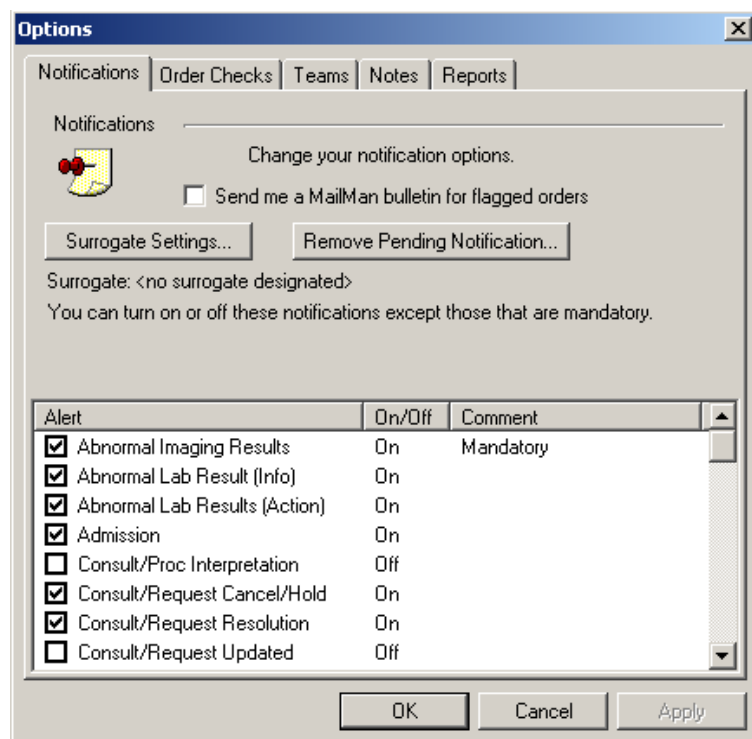 Options
Notifications Order Checks Teams Notes Reports
Notifications
Change your notification options.
Send me a MailMan bulletin for flagged orders
Surrogate Settings... Remove Pending Notification...
Surrogate: <no surrogate designated>
You can turn on or off these notifications except those that are mandatory.
Alert On/Off Comment
Abnormal Imaging Results On Mandatory
Abnormal Lab Result (Info) On
Abnormal Lab Results (Action) On
Admission On
Consult/Proc Interpretation Off
Consult/Request Cancel/Hold On
Consult/Request Resolution On
Consult/Request Updated Off
OK Cancel Apply